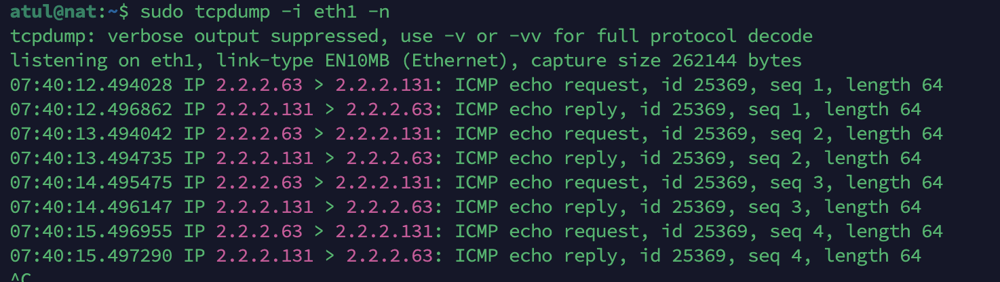 atul@nat:~$ sudo tcpdump -i eth1 -n
tcpdump: verbose output suppressed, use -v or -vv for full protocol decode
listening on eth1, link-type EN10MB (Ethernet), capture size 262144 bytes
07:40:12.494028 IP 2.2.2.63 > 2.2.2.131: ICMP echo request, id 25369, seq 1, length 64
07:40:12.496862 IP 2.2.2.131 > 2.2.2.63: ICMP echo reply, id 25369, seq 1, length 64
07:40:13.494042 IP 2.2.2.63 > 2.2.2.131: ICMP echo request, id 25369, seq 2, length 64
07:40:13.494735 IP 2.2.2.131 > 2.2.2.63: ICMP echo reply, id 25369, seq 2, length 64
07:40:14.495475 IP 2.2.2.63 > 2.2.2.131: ICMP echo request, id 25369, seq 3, length 64
07:40:14.496147 IP 2.2.2.131 > 2.2.2.63: ICMP echo reply, id 25369, seq 3, length 64
07:40:15.496955 IP 2.2.2.63 > 2.2.2.131: ICMP echo request, id 25369, seq 4, length 64
07:40:15.497290 IP 2.2.2.131 > 2.2.2.63: ICMP echo reply, id 25369, seq 4, length 64
^C